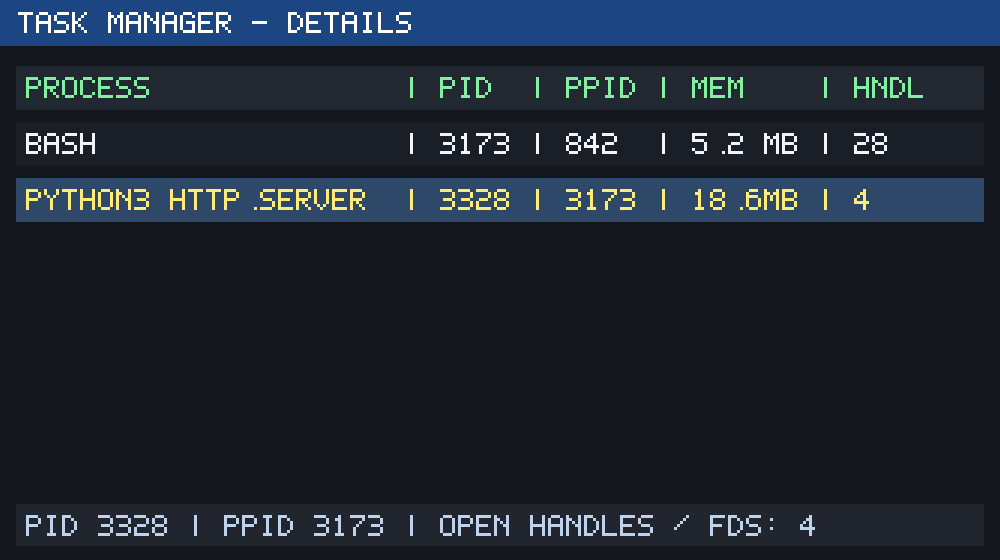 TASK MANAGER - DETAILS
PROCESS | PID | PPID | MEM | HNDL
BASH | 3173 | 842 | 5.2 MB | 28
PYTHON3 HTTP.SERVER | 3328 | 3173 | 18.6MB | 4
PID 3328 | PPID 3173 | OPEN HANDLES / FDS: 4